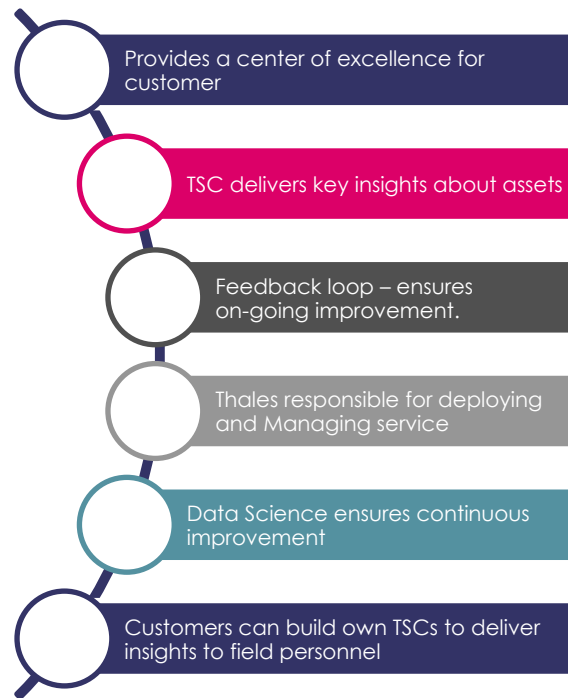 Provides a center of excellence for
customer
TSC delivers key insights about assets
Feedback loop – ensures
on-going improvement.
Thales responsible for deploying
and Managing service
Data Science ensures continuous
improvement
Customers can build own TSCs to deliver
insights to field personnel